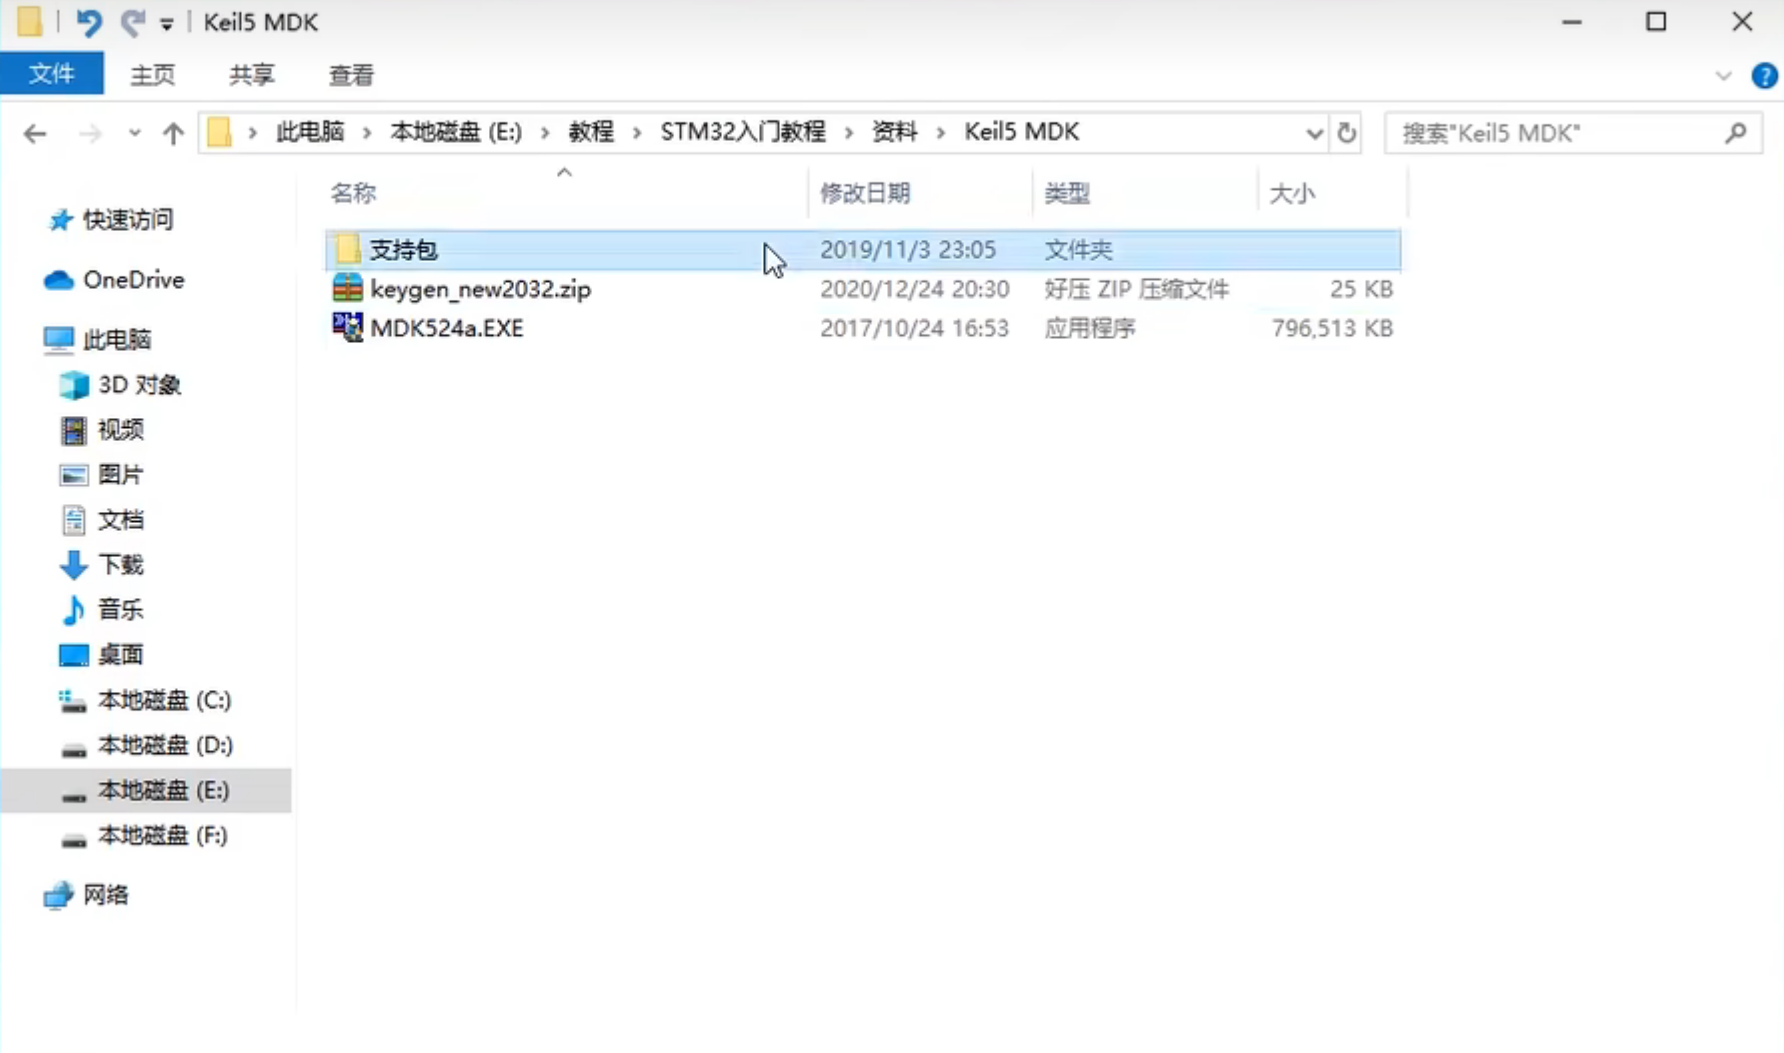 Keil5 MDK
文件 主页 共享 查看
此电脑 本地磁盘 (E:) 教程 STM32入门教程 资料 Keil5 MDK 搜索"Keil5 MDK"
名称 修改日期 类型 大小
支持包 2019/11/3 23:05 文件夹
keygen_new2032.zip 2020/12/24 20:30 好压 ZIP 压缩文件 25 KB
MDK524a.EXE 2017/10/24 16:53 应用程序 796,513 KB
快速访问
OneDrive
此电脑
3D 对象
视频
图片
文档
下载
音乐
桌面
本地磁盘 (C:)
本地磁盘 (D:)
本地磁盘 (E:)
本地磁盘 (F:)
网络